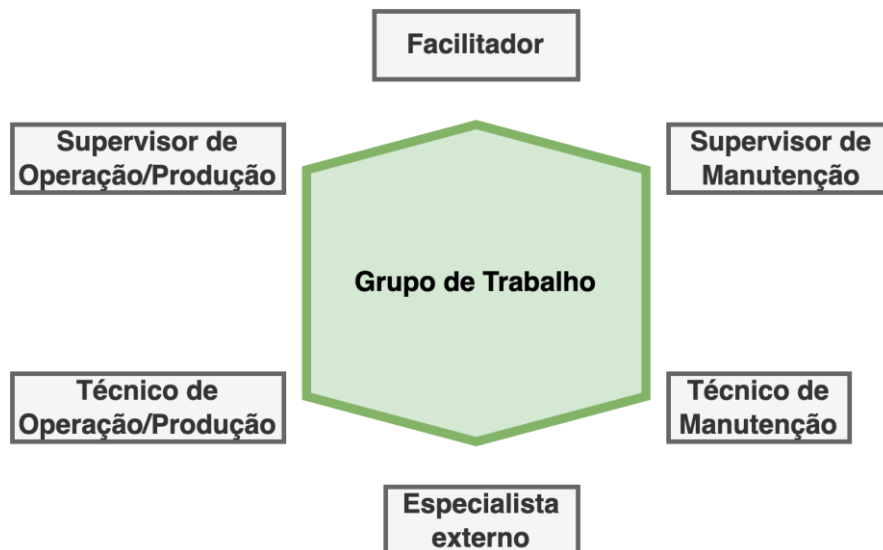 Facilitador
Supervisor de
Operação/Produção
Supervisor de
Manutenção
Grupo de Trabalho
Técnico de
Operação/Produção
Técnico de
Manutenção
Especialista
externo